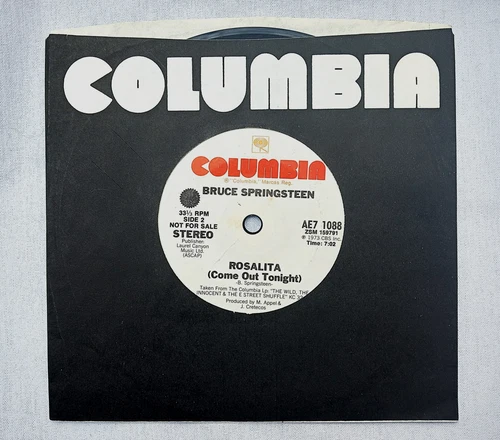 COLUMBIA
COLUMBIA
® "Columbia," Marcas Reg.
BRUCE SPRINGSTEEN
33⅓ RPM
SIDE 2
NOT FOR SALE
STEREO
Publisher:
Laurel Canyon
Music Ltd.
(ASCAP)
AE7 1088
ZSM 159791
℗ 1973 CBS Inc.
Time: 7:02
ROSALITA
(Come Out Tonight)
-B. Springsteen-
Taken From The Columbia Lp: "THE WILD, THE
INNOCENT & THE E STREET SHUFFLE" KC
Produced by M. Appel &
J. Cretecos